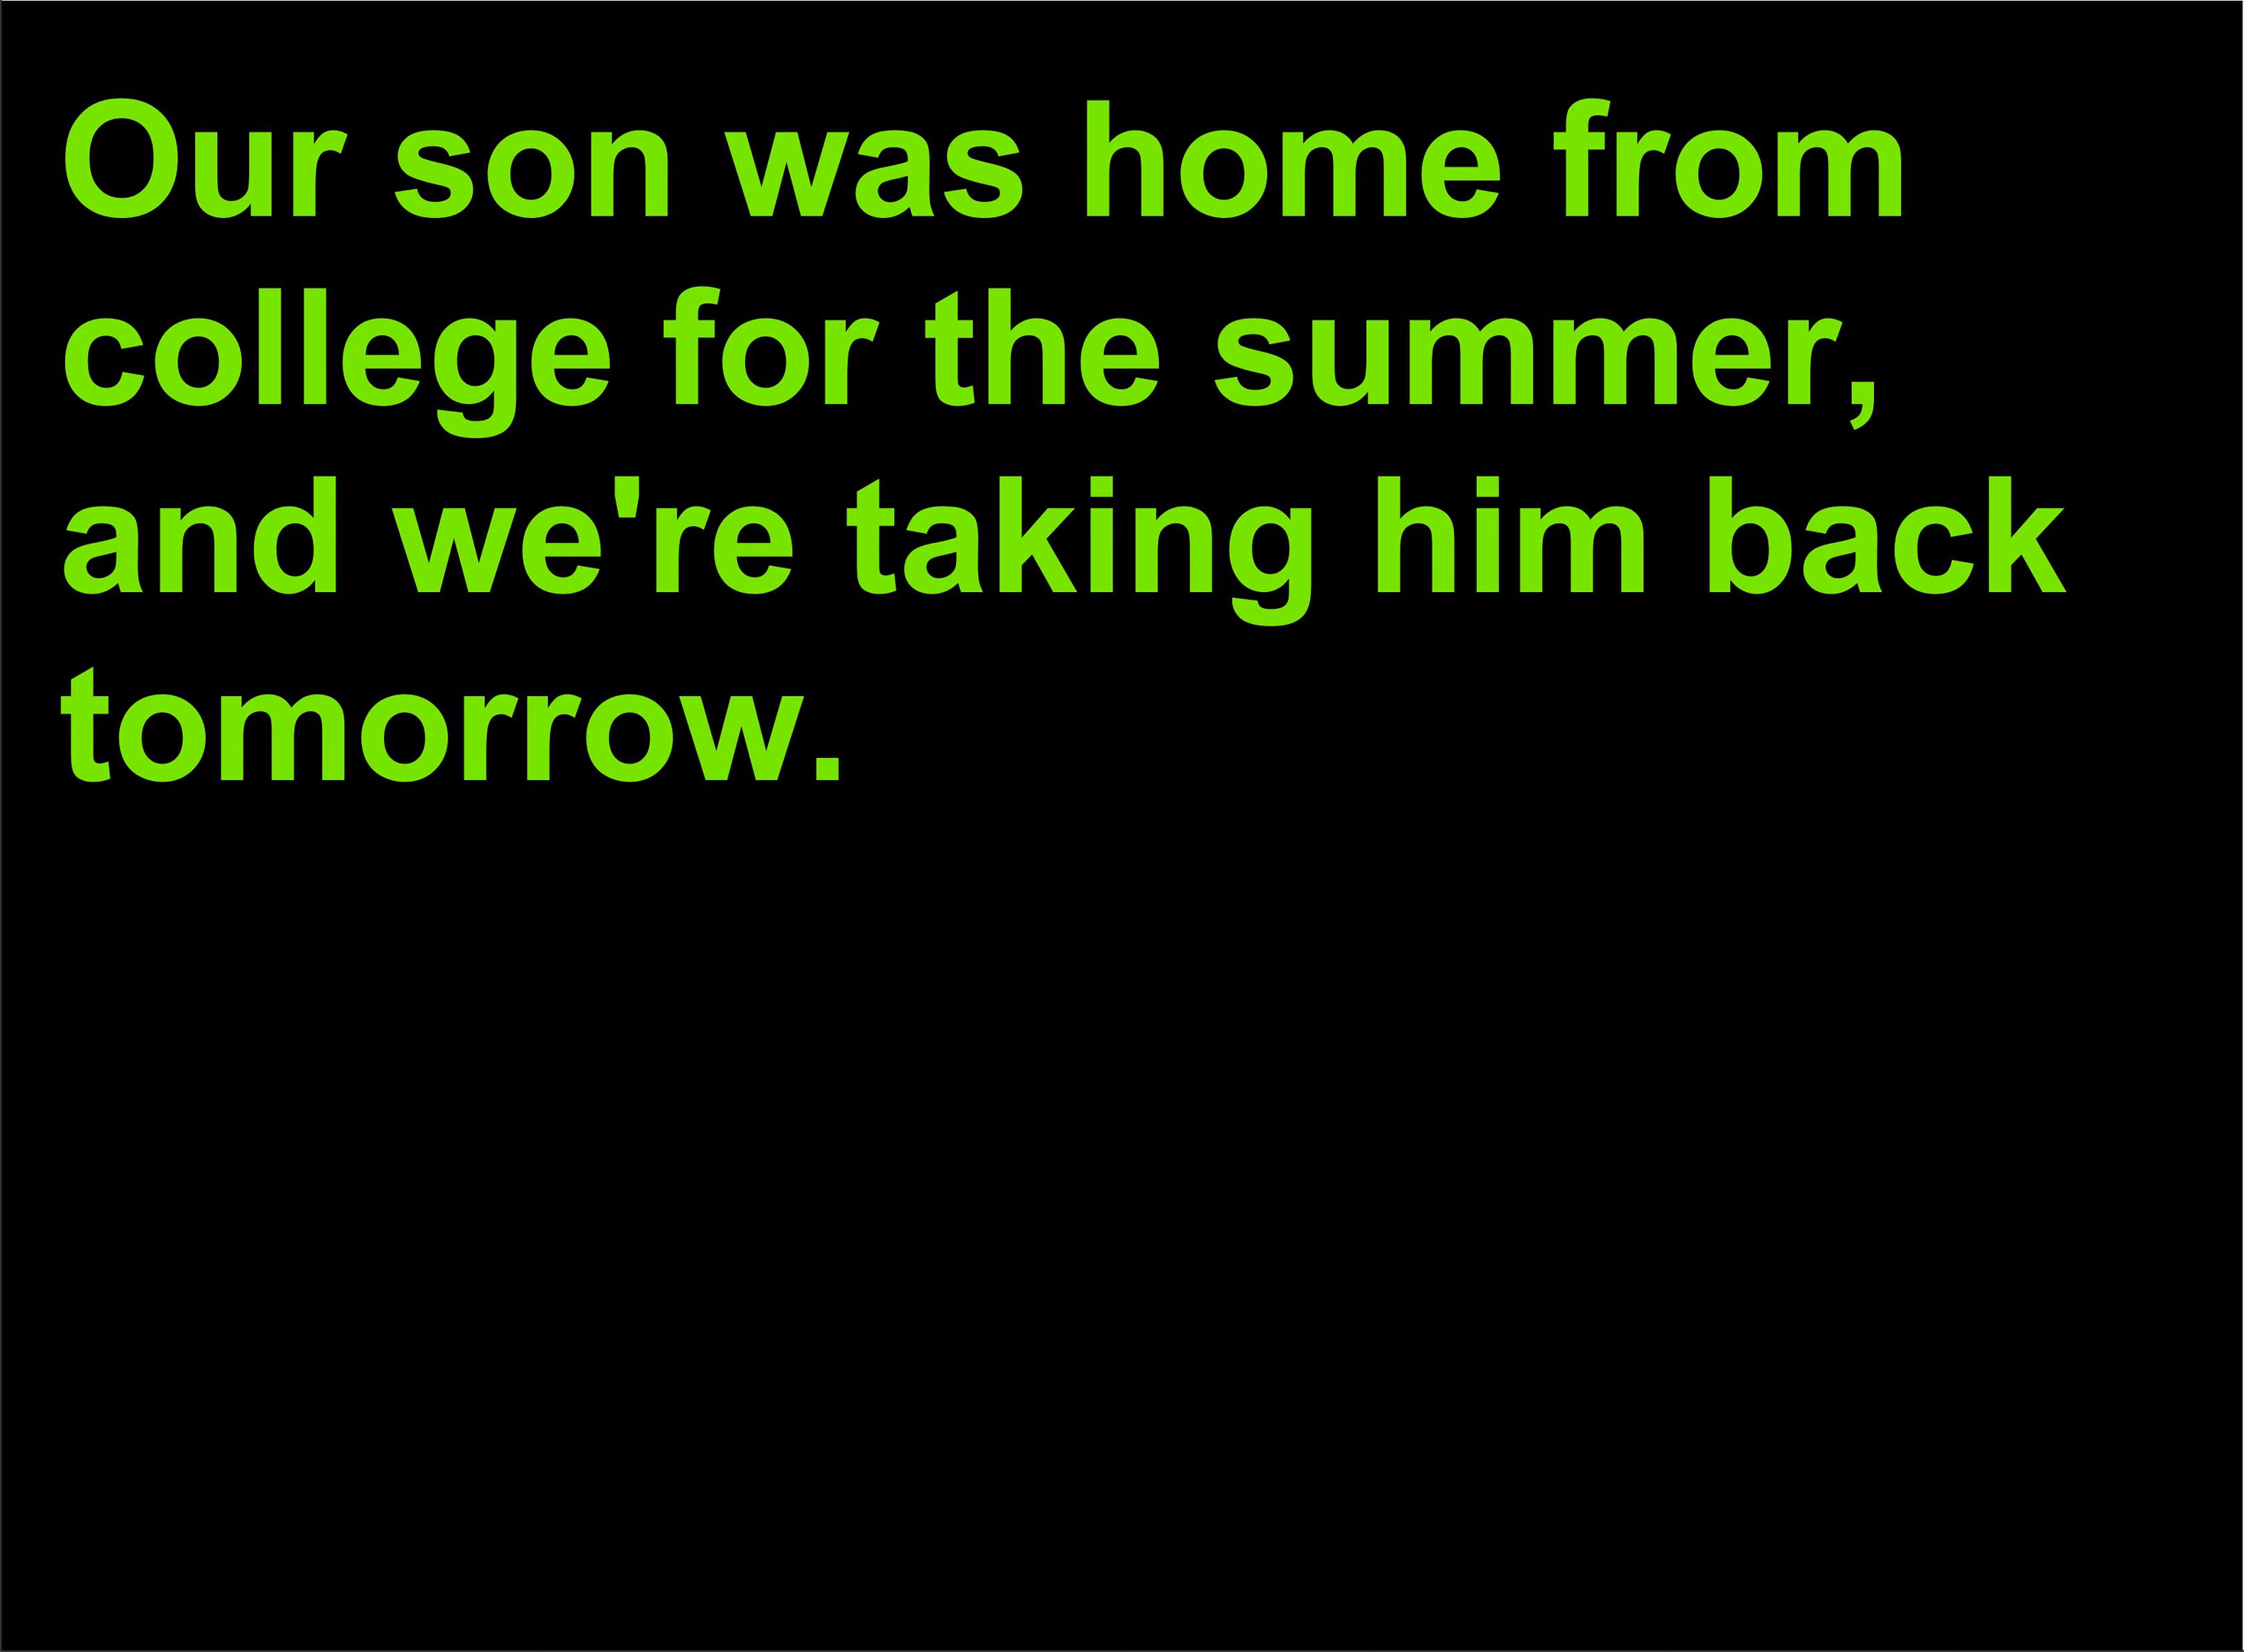 Our son was home from
college for the summer,
and we're taking him back
tomorrow.